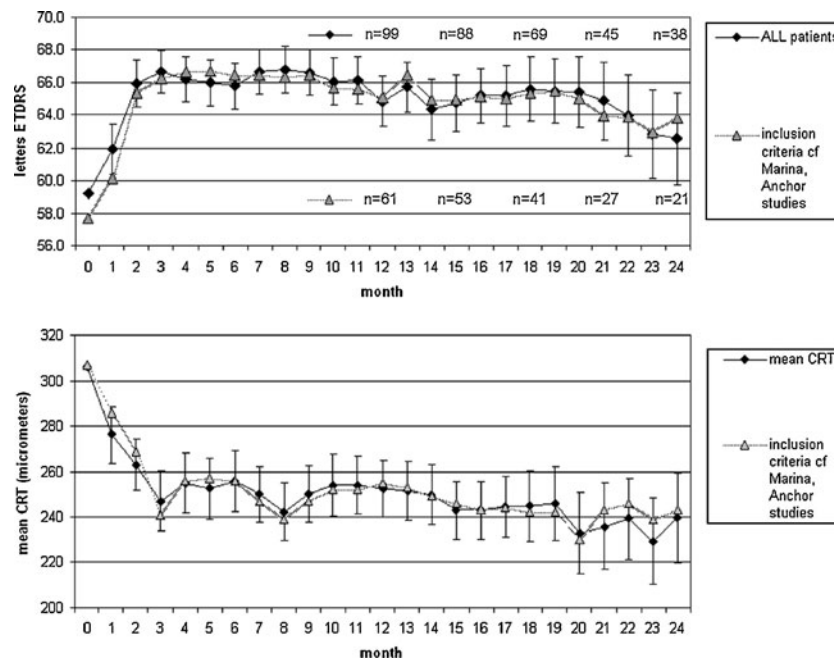 70.0
68.0
66.0
64.0
62.0
60.0
58.0
56.0
letters ETDRS
n=99 n=88 n=69 n=45 n=38
n=61 n=53 n=41 n=27 n=21
0 1 2 3 4 5 6 7 8 9 10 11 12 13 14 15 16 17 18 19 20 21 22 23 24
month
ALL patients
inclusion
criteria cf
Marina,
Anchor
studies
320
300
280
260
240
220
200
mean CRT (micrometers)
0 1 2 3 4 5 6 7 8 9 10 11 12 13 14 15 16 17 18 19 20 21 22 23 24
month
mean CRT
inclusion
criteria cf
Marina,
Anchor
studies